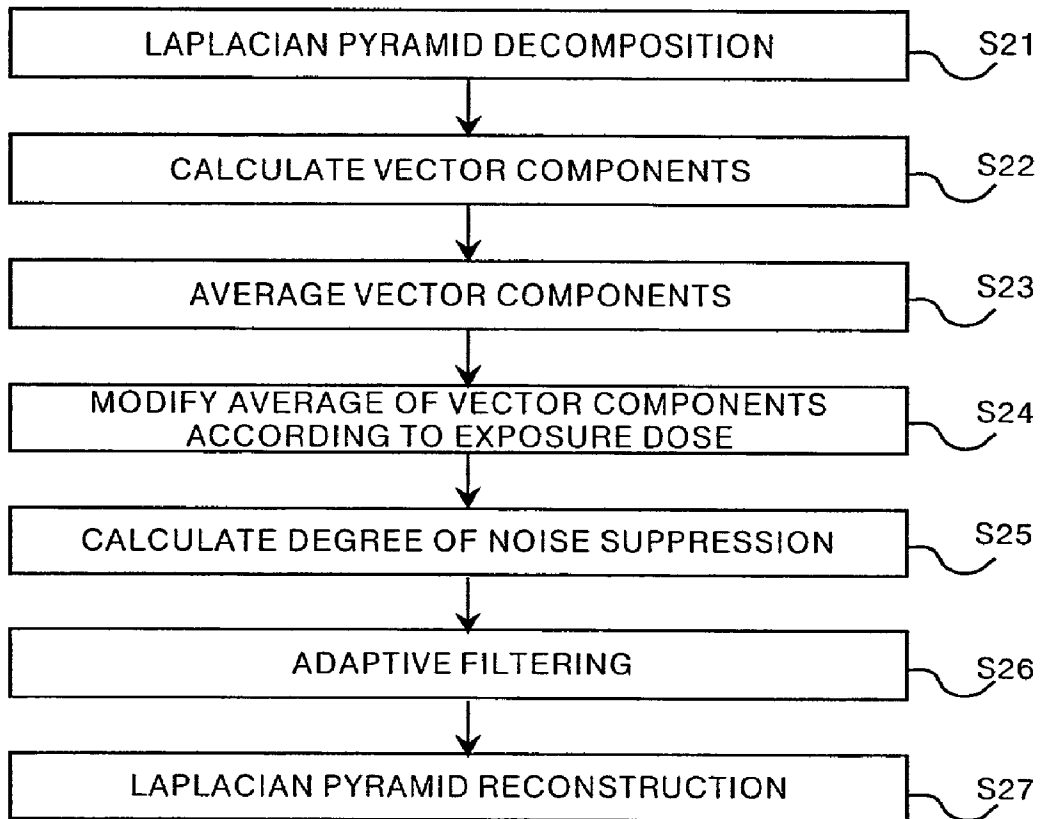 LAPLACIAN PYRAMID DECOMPOSITION
S21
CALCULATE VECTOR COMPONENTS
S22
AVERAGE VECTOR COMPONENTS
S23
MODIFY AVERAGE OF VECTOR COMPONENTS
ACCORDING TO EXPOSURE DOSE
S24
CALCULATE DEGREE OF NOISE SUPPRESSION
S25
ADAPTIVE FILTERING
S26
LAPLACIAN PYRAMID RECONSTRUCTION
S27